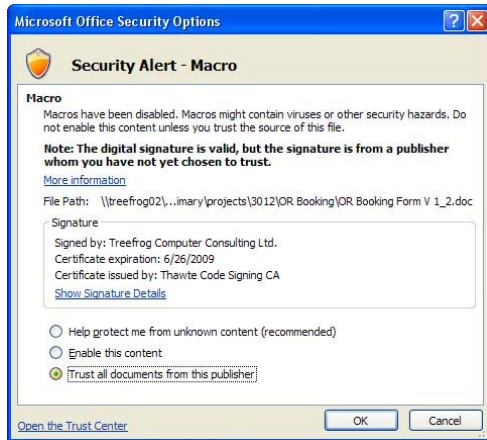 Microsoft Office Security Options
Security Alert - Macro
Macro
Macros have been disabled. Macros might contain viruses or other security hazards. Do
not enable this content unless you trust the source of this file.
Note: The digital signature is valid, but the signature is from a publisher
whom you have not yet chosen to trust.
More information
File Path: \\treefrog02\...imary\projects\3012\OR Booking\OR Booking Form V 1_2.doc
Signature
Signed by: Treefrog Computer Consulting Ltd.
Certificate expiration: 6/26/2009
Certificate issued by: Thawte Code Signing CA
Show Signature Details
Help protect me from unknown content (recommended)
Enable this content
Trust all documents from this publisher
Open the Trust Center
OK
Cancel